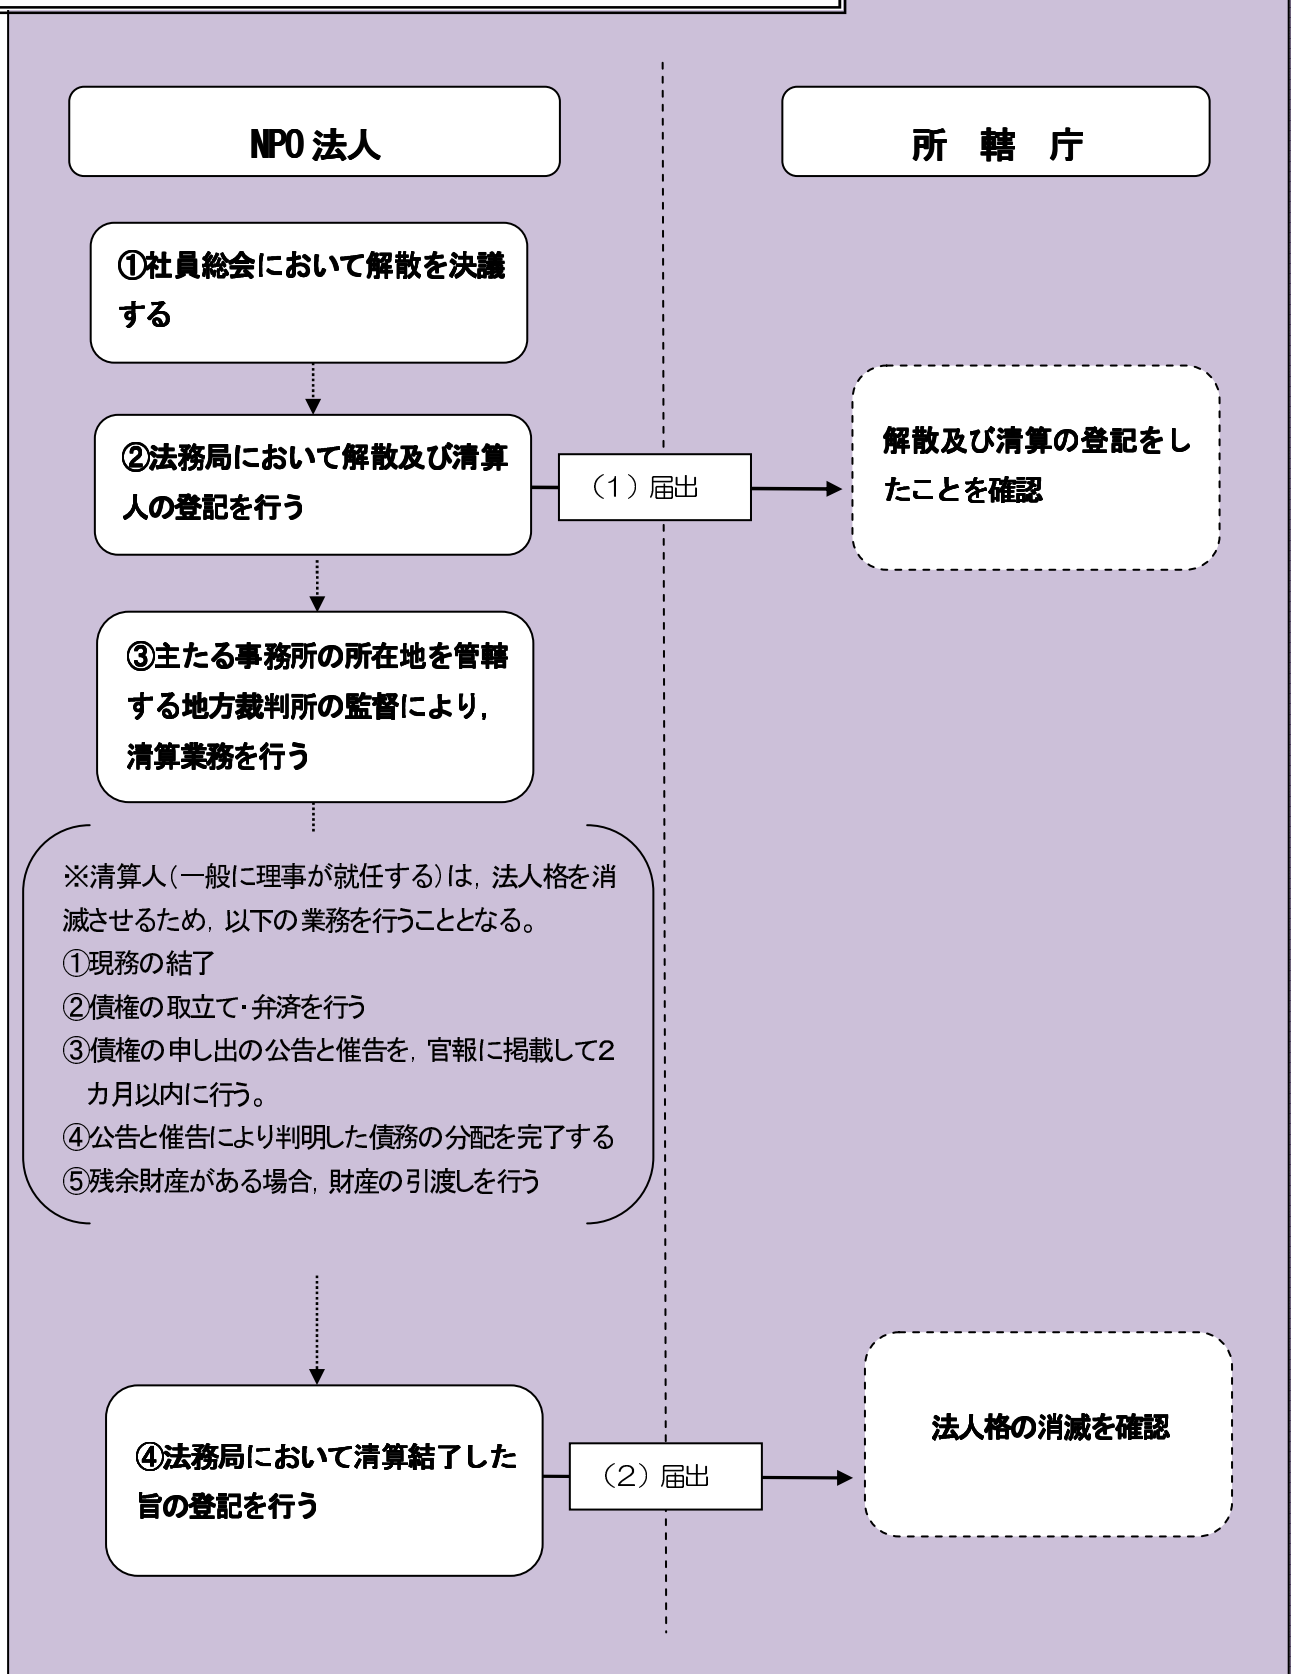 NPO法人
所　轄　庁
①社員総会において解散を決議
する
②法務局において解散及び清算
人の登記を行う
（1）届出
解散及び清算の登記をし
たことを確認
③主たる事務所の所在地を管轄
する地方裁判所の監督により，
清算業務を行う
※清算人（一般に理事が就任する）は，法人格を消
滅させるため，以下の業務を行うこととなる。
①現務の結了
②債権の取立て・弁済を行う
③債権の申し出の公告と催告を，官報に掲載して２
カ月以内に行う。
④公告と催告により判明した債務の分配を完了する
⑤残余財産がある場合，財産の引渡しを行う
④法務局において清算結了した
旨の登記を行う
（2）届出
法人格の消滅を確認